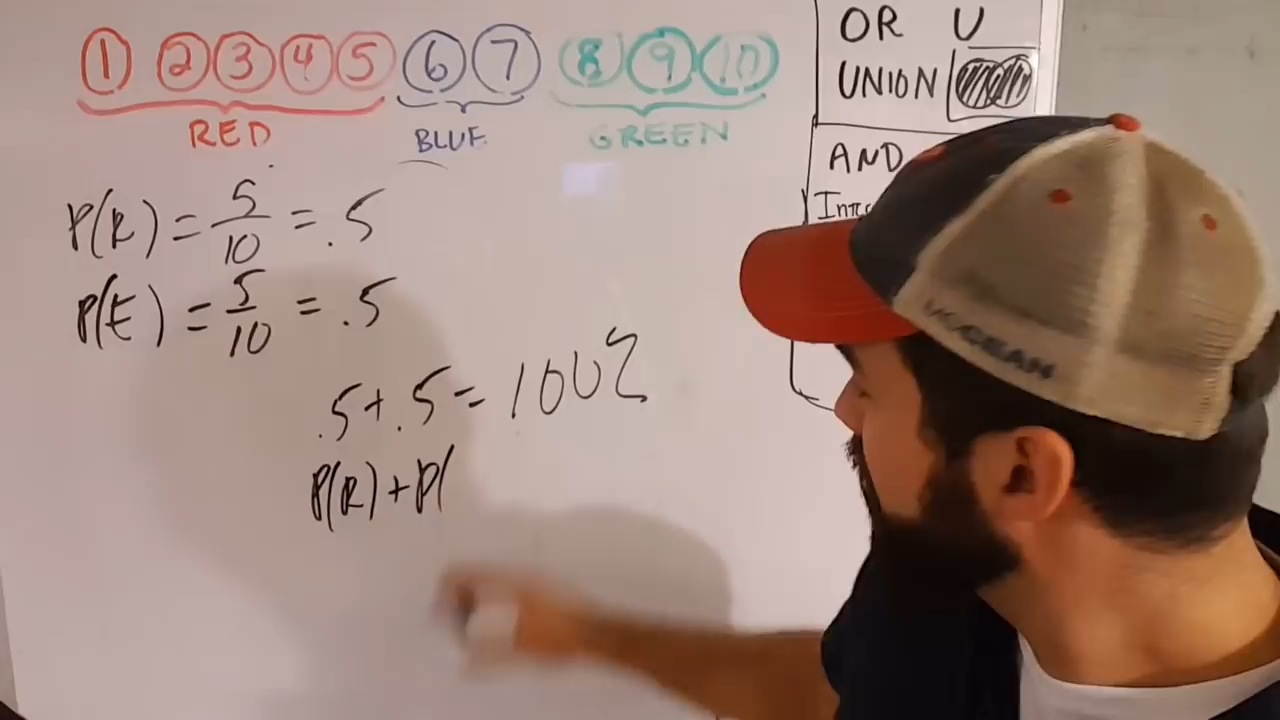 1 2 3 4 5 6 7 8 9 10
RED BLUE GREEN
P(R) = 5/10 = .5
P(E) = 5/10 = .5
.5 + .5 = 100%
P(R) + P(
OR U
UNION
AND